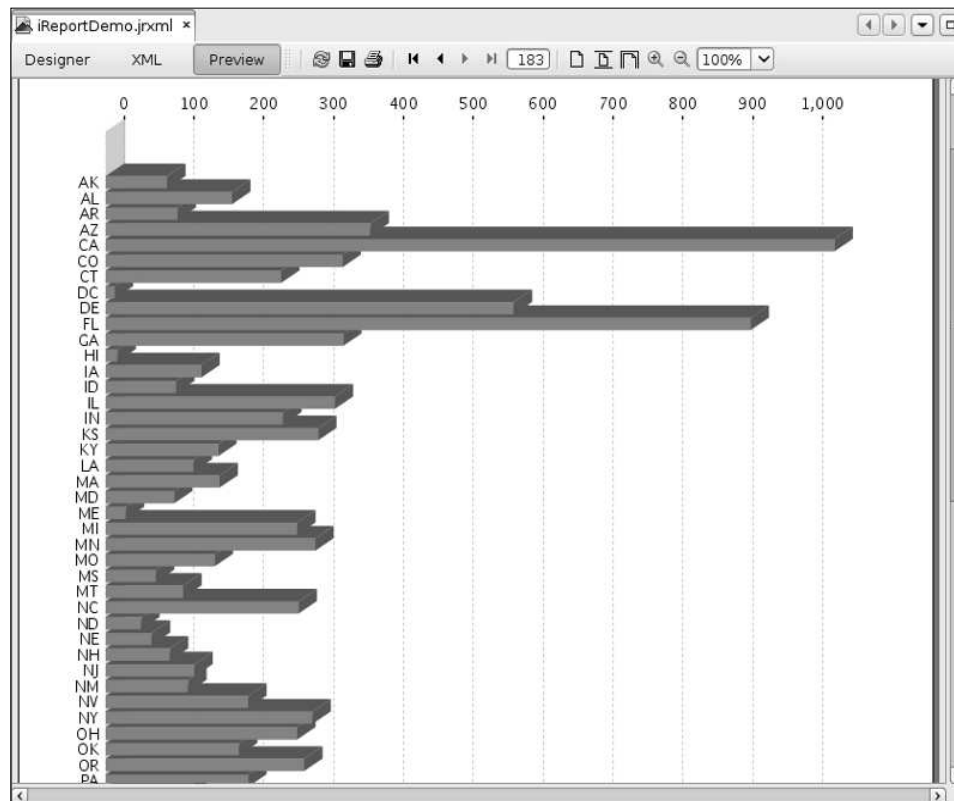 iReportDemo.jrxml ×
Designer XML Preview 183 100%
0 100 200 300 400 500 600 700 800 900 1,000
AK
AL
AR
AZ
CA
CO
CT
DC
DE
FL
GA
HI
IA
ID
IL
IN
KS
KY
LA
MA
MD
ME
MI
MN
MO
MS
MT
NC
ND
NE
NH
NJ
NM
NV
NY
OH
OK
OR
PA